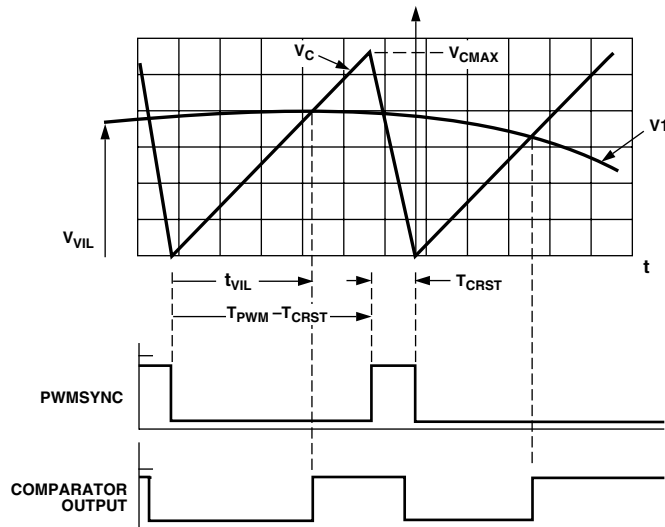 V_C
V_CMAX
V1
V_VIL
t
t_VIL
T_CRST
T_PWM –T_CRST
PWMSYNC
COMPARATOR
OUTPUT